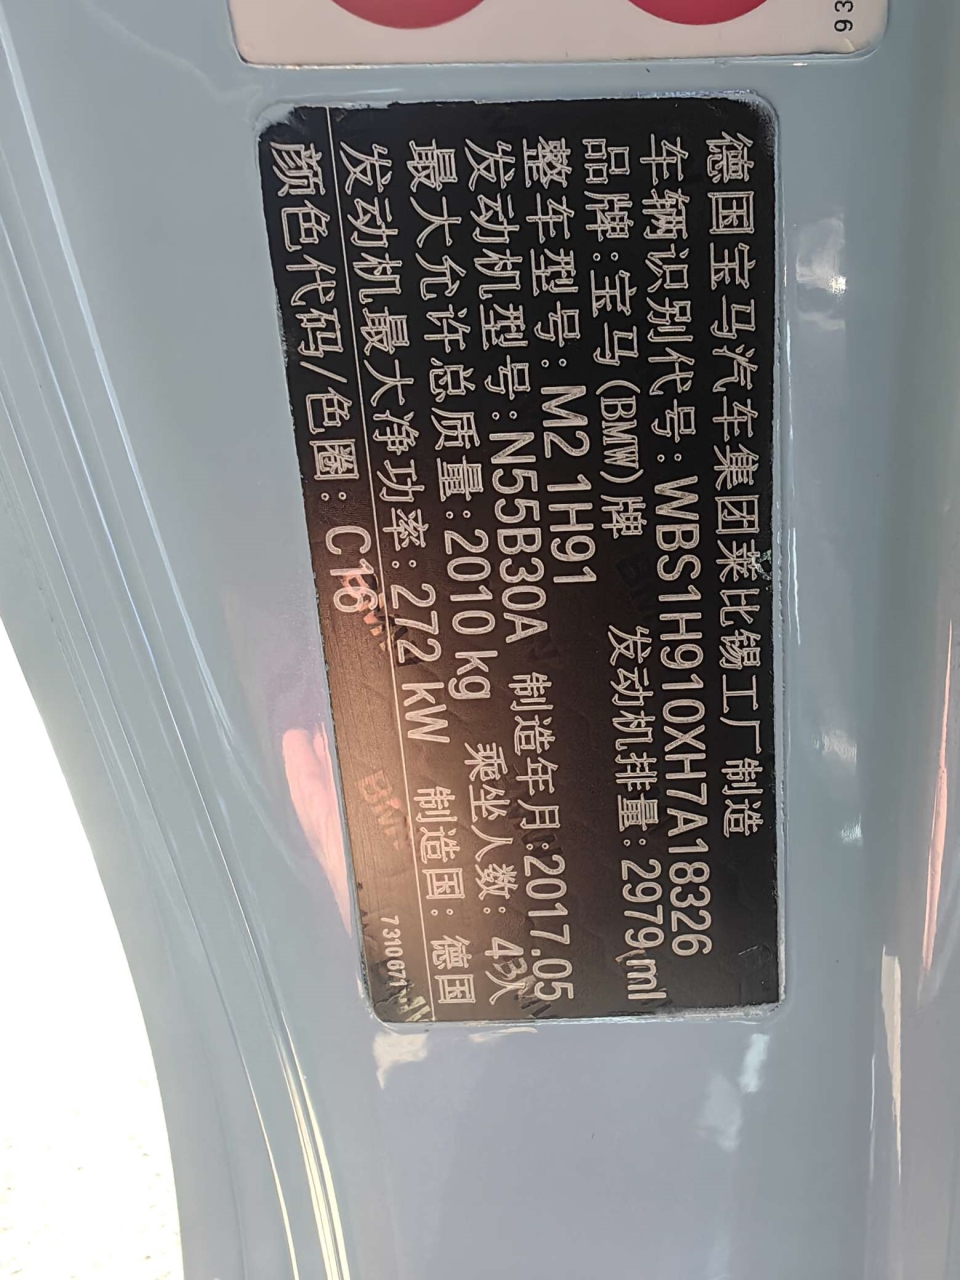 936
德国宝马汽车集团莱比锡工厂制造
车辆识别代号：WBS1H910XH7A18326
品牌：宝马(BMW)牌 发动机排量：2979ml
整车型号：M2 1H91
发动机型号：N55B30A 制造年月：2017.05
最大允许总质量：2010 kg 乘坐人数：4人
发动机最大净功率：272 kW
颜色代码/色圈：C16 制造国：德国
7310671